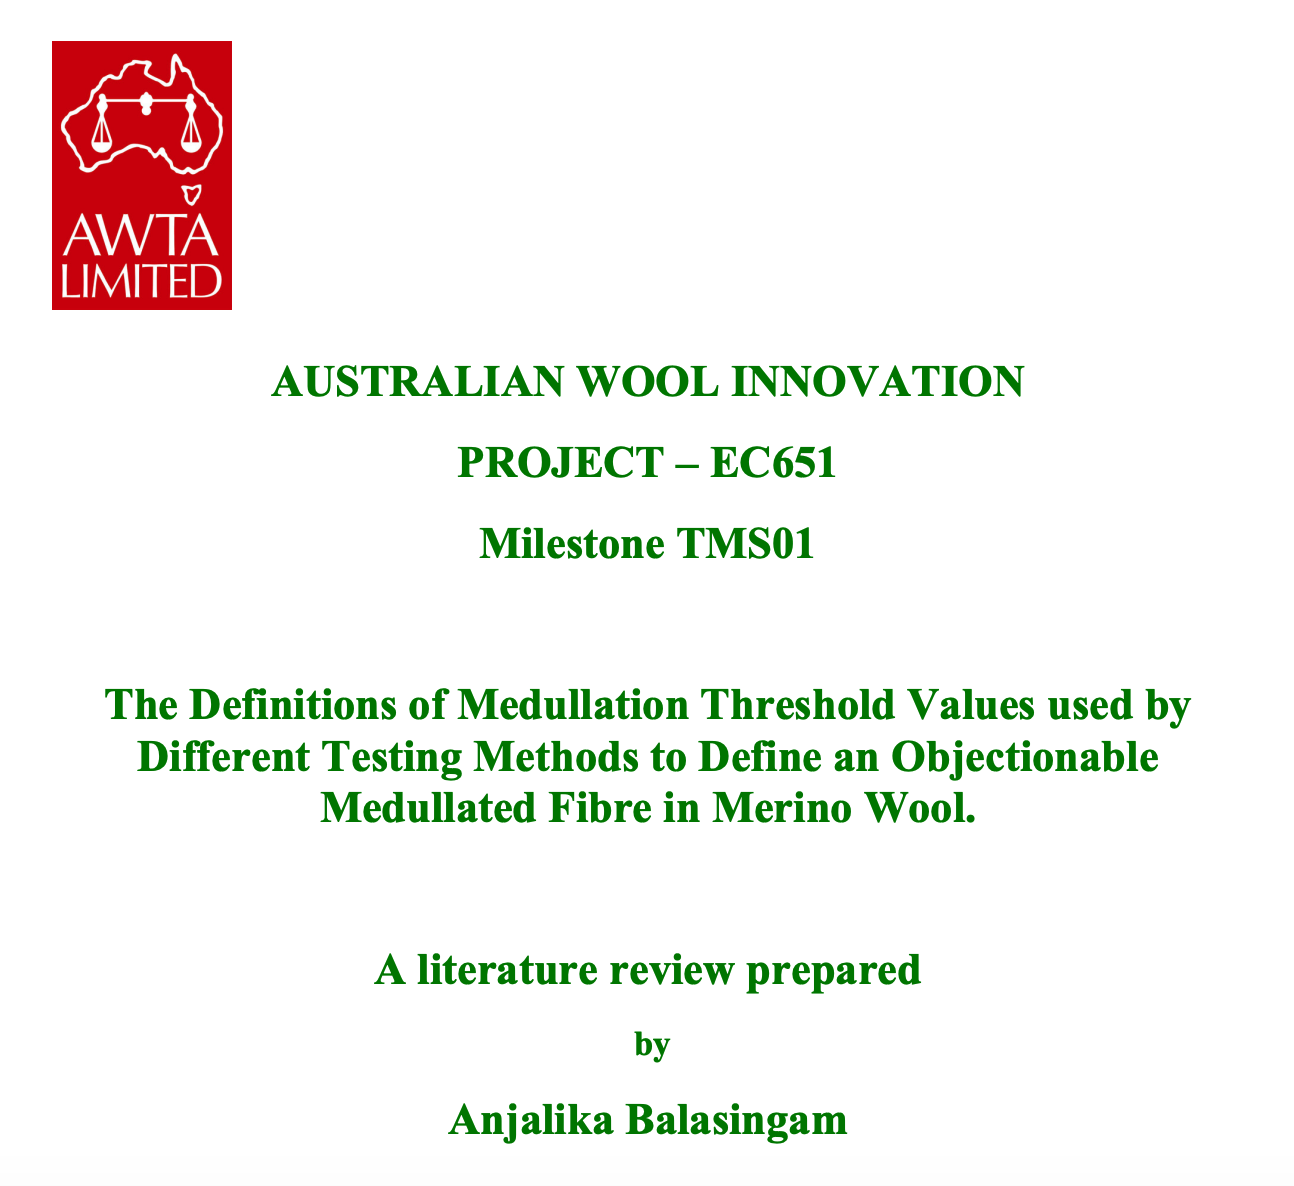 AWTA
LIMITED
AUSTRALIAN WOOL INNOVATION
PROJECT – EC651
Milestone TMS01
The Definitions of Medullation Threshold Values used by
Different Testing Methods to Define an Objectionable
Medullated Fibre in Merino Wool.
A literature review prepared
by
Anjalika Balasingam